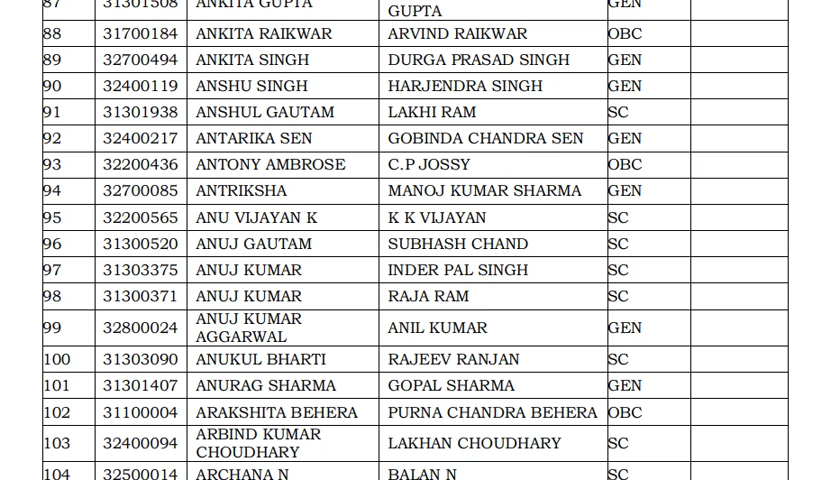 87 31301508 ANKITA GUPTA GUPTA GEN
88 31700184 ANKITA RAIKWAR ARVIND RAIKWAR OBC
89 32700494 ANKITA SINGH DURGA PRASAD SINGH GEN
90 32400119 ANSHU SINGH HARJENDRA SINGH GEN
91 31301938 ANSHUL GAUTAM LAKHI RAM SC
92 32400217 ANTARIKA SEN GOBINDA CHANDRA SEN GEN
93 32200436 ANTONY AMBROSE C.P JOSSY OBC
94 32700085 ANTRIKSHA MANOJ KUMAR SHARMA GEN
95 32200565 ANU VIJAYAN K K K VIJAYAN SC
96 31300520 ANUJ GAUTAM SUBHASH CHAND SC
97 31303375 ANUJ KUMAR INDER PAL SINGH SC
98 31300371 ANUJ KUMAR RAJA RAM SC
99 32800024 ANUJ KUMAR AGGARWAL ANIL KUMAR GEN
100 31303090 ANUKUL BHARTI RAJEEV RANJAN SC
101 31301407 ANURAG SHARMA GOPAL SHARMA GEN
102 31100004 ARAKSHITA BEHERA PURNA CHANDRA BEHERA OBC
103 32400094 ARBIND KUMAR CHOUDHARY LAKHAN CHOUDHARY SC
104 32500014 ARCHANA N BALAN N SC